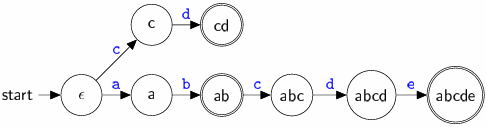 c d
c cd
start ϵ a a b ab c abc d abcd e abcde